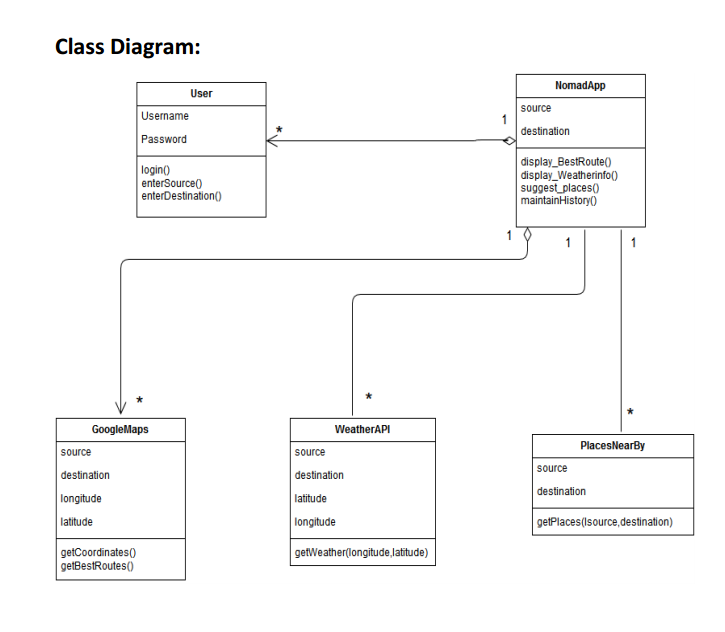 Class Diagram:
User
Username
Password
login()
enterSource()
enterDestination()
*
1
NomadApp
source
destination
display_BestRoute()
display_Weatherinfo()
suggest_places()
maintainHistory()
1
1
1
*
*
*
GoogleMaps
source
destination
longitude
latitude
getCoordinates()
getBestRoutes()
WeatherAPI
source
destination
latitude
longitude
getWeather(longitude,latitude)
PlacesNearBy
source
destination
getPlaces(lsource,destination)